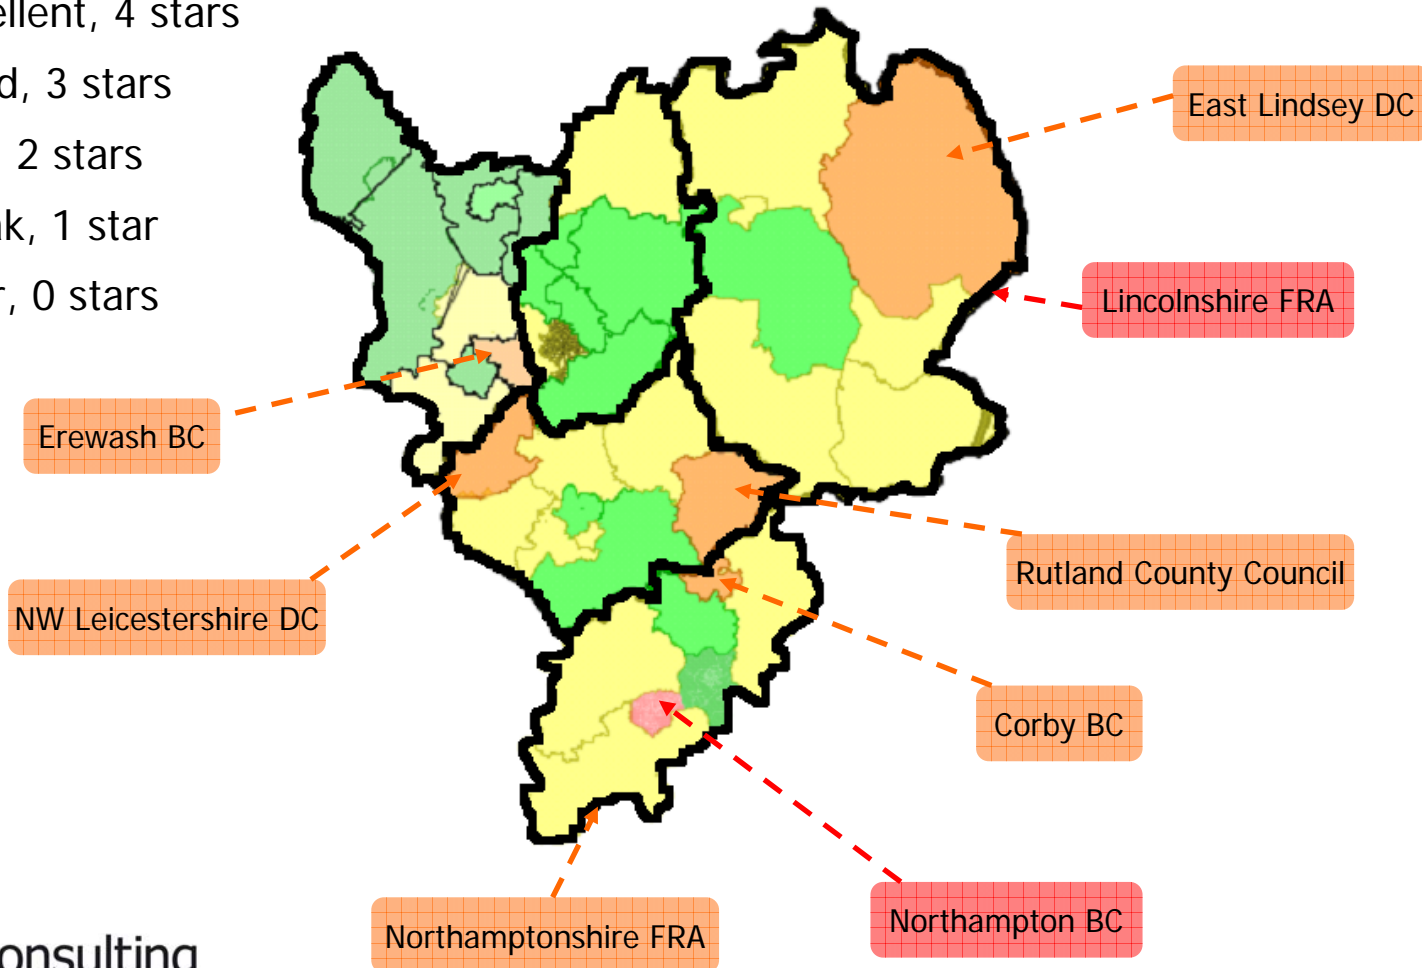 ellent, 4 stars
d, 3 stars
2 stars
ak, 1 star
r, 0 stars
East Lindsey DC
Lincolnshire FRA
Erewash BC
Rutland County Council
NW Leicestershire DC
Corby BC
Northampton BC
Northamptonshire FRA
onsulting